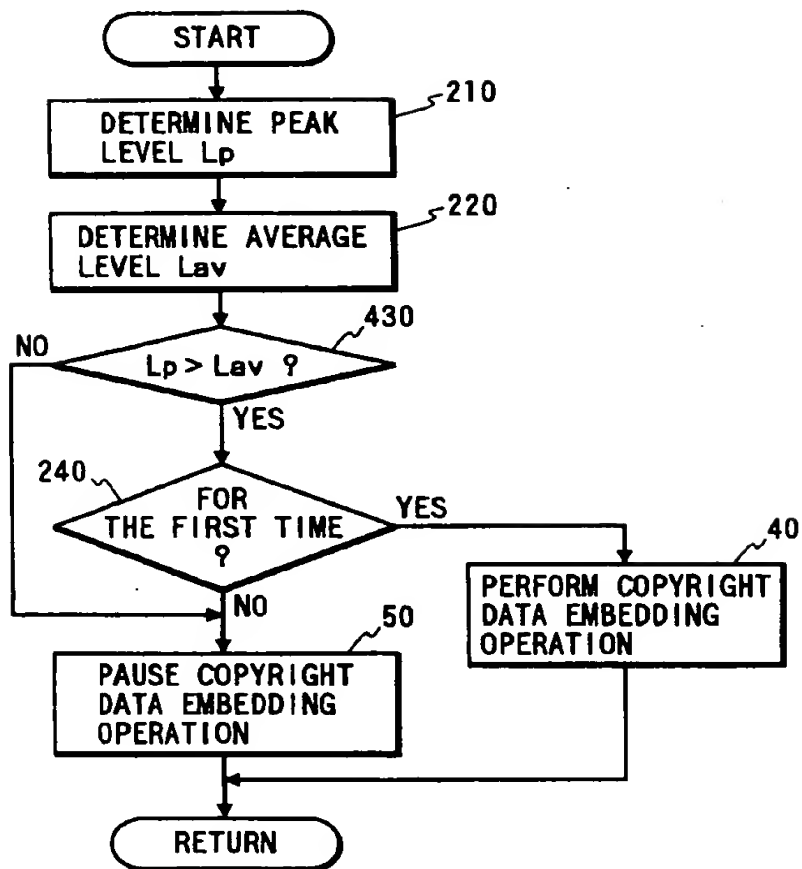 START
210
DETERMINE PEAK
LEVEL Lp
220
DETERMINE AVERAGE
LEVEL Lav
430
NO
Lp > Lav ?
YES
240
FOR
THE FIRST TIME
?
YES
40
PERFORM COPYRIGHT
DATA EMBEDDING
OPERATION
NO
50
PAUSE COPYRIGHT
DATA EMBEDDING
OPERATION
RETURN